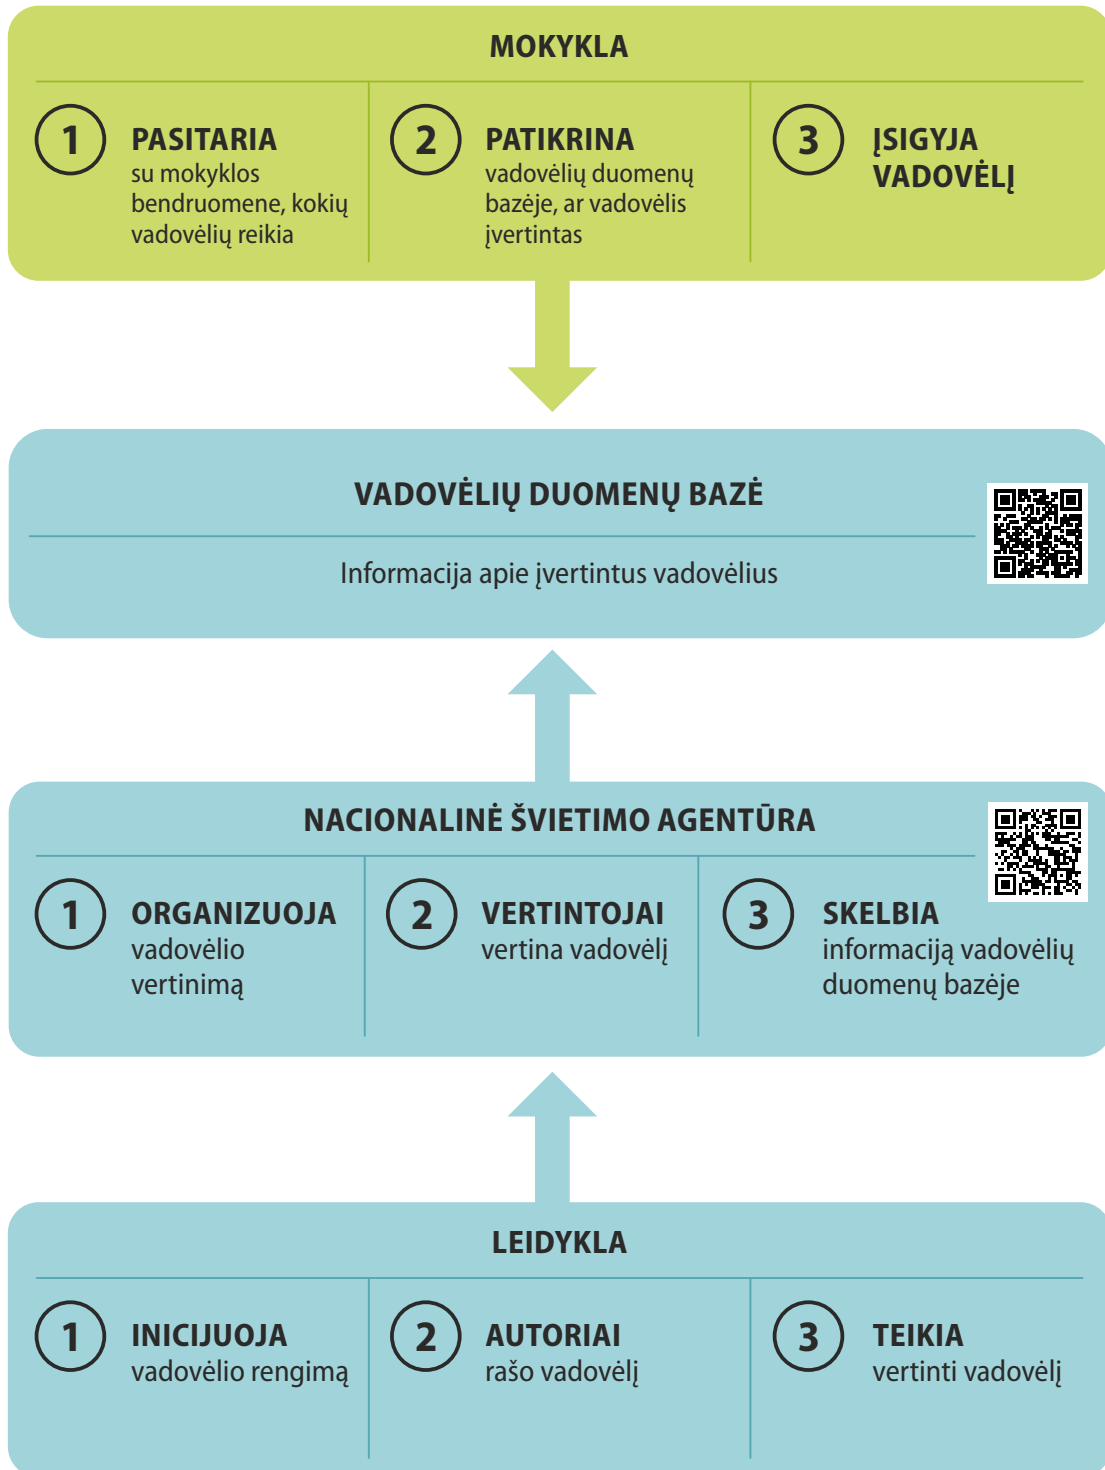 MOKYKLA
1
PASITARIA
su mokyklos
bendruomene, kokių
vadovėlių reikia
2
PATIKRINA
vadovėlių duomenų
bazėje, ar vadovėlis
įvertintas
3
ĮSIGYJA
VADOVĖLĮ
VADOVĖLIŲ DUOMENŲ BAZĖ
Informacija apie įvertintus vadovėlius
NACIONALINĖ ŠVIETIMO AGENTŪRA
1
ORGANIZUOJA
vadovėlio
vertinimą
2
VERTINTOJAI
vertina vadovėlį
3
SKELBIA
informaciją vadovėlių
duomenų bazėje
LEIDYKLA
1
INICIJUOJA
vadovėlio rengimą
2
AUTORIAI
rašo vadovėlį
3
TEIKIA
vertinti vadovėlį